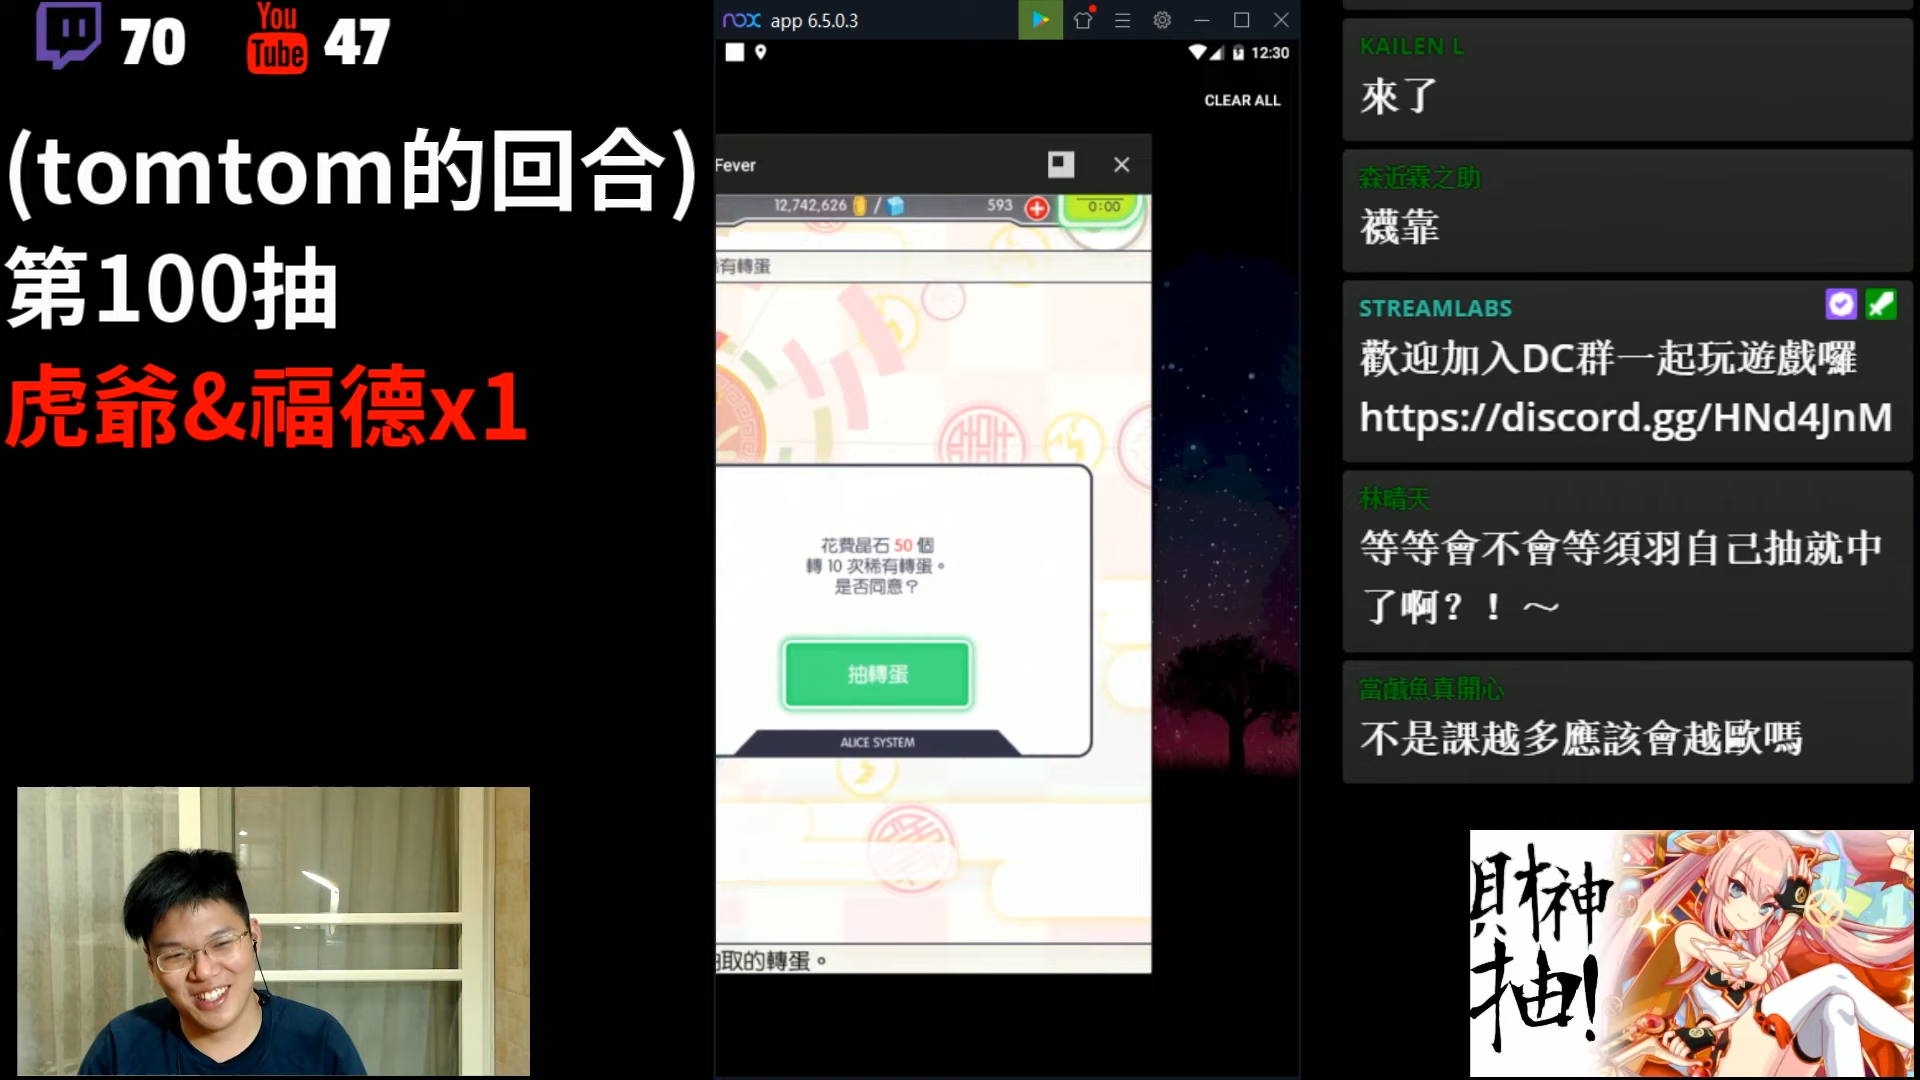 70
You
Tube
47
(tomtom的回合)
第100抽
虎爺&福德x1
nox app 6.5.0.3
12:30
CLEAR ALL
Fever
12,742,626 /
593
0:00
有轉蛋
花費晶石 50 個
轉 10 次稀有轉蛋。
是否同意？
抽轉蛋
ALICE SYSTEM
取的轉蛋。
KAILEN L
來了
森近霖之助
襪靠
STREAMLABS
歡迎加入DC群一起玩遊戲囉
https://discord.gg/HNd4JnM
林晴天
等等會不會等須羽自己抽就中
了啊？！～
當鹹魚真開心
不是課越多應該會越歐嗎
財神
抽!